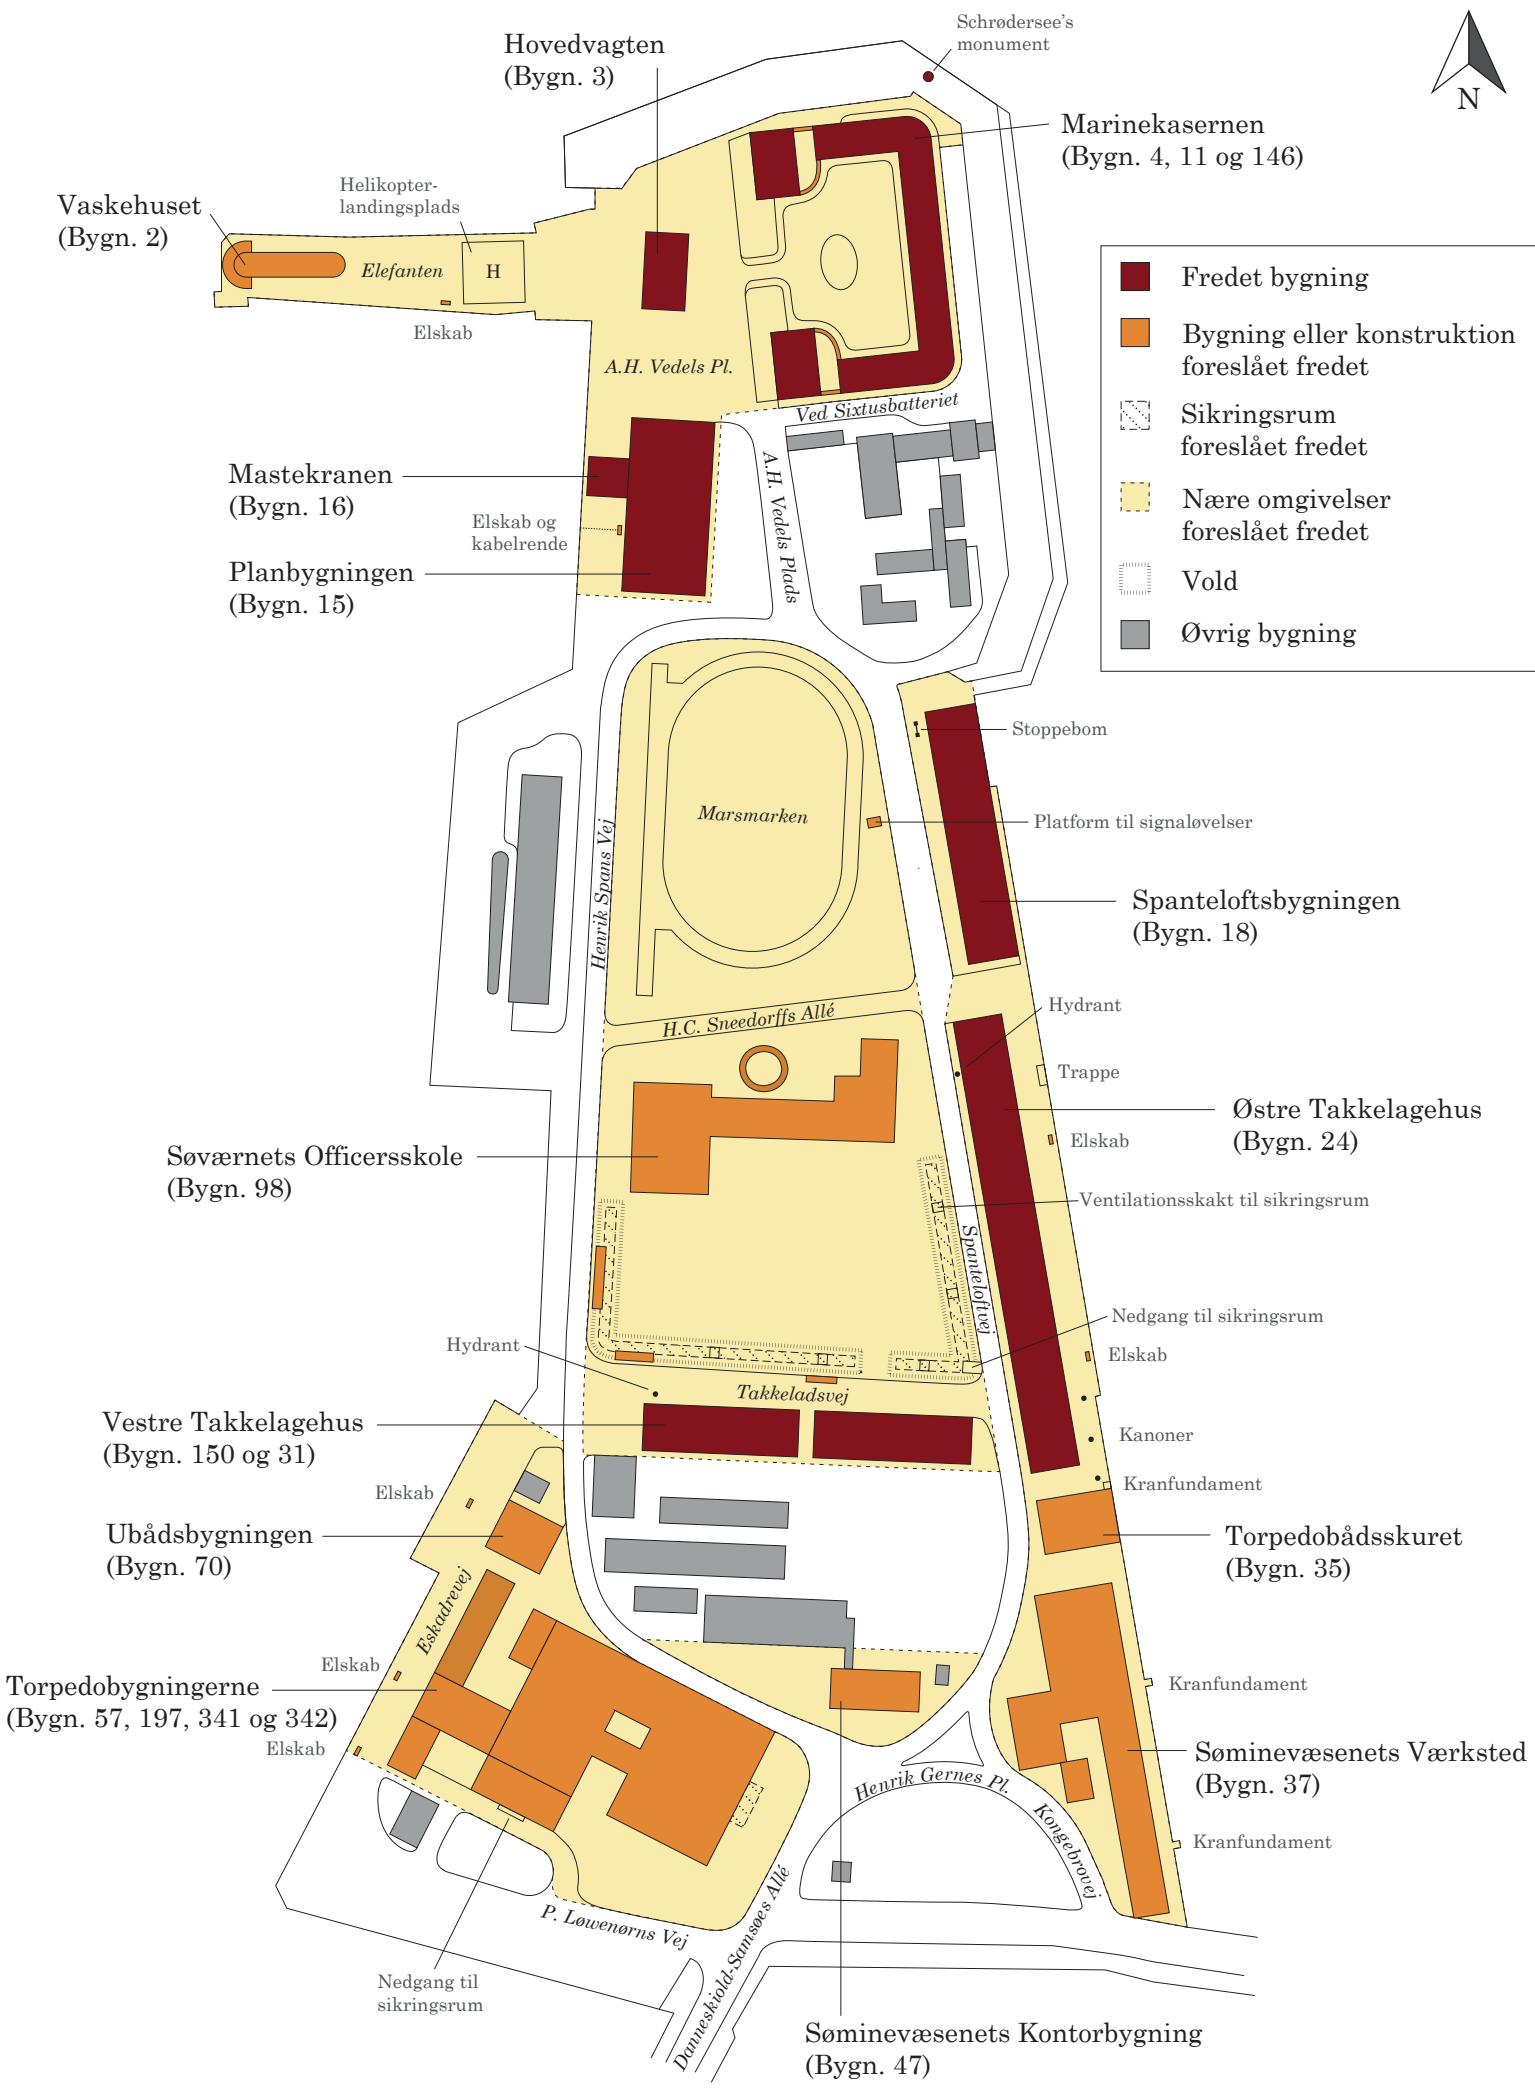 Schrødersee's
monument
N
Hovedvagten
(Bygn. 3)
Marinekasernen
(Bygn. 4, 11 og 146)
Vaskehuset
(Bygn. 2)
Helikopter-
landingsplads
Elefanten
H
Elskab
A.H. Vedels Pl.
Ved Sixtusbatteriet
Fredet bygning
Bygning eller konstruktion
foreslået fredet
Sikringsrum
foreslået fredet
Nære omgivelser
foreslået fredet
Vold
Øvrig bygning
Mastekranen
(Bygn. 16)
Elskab og
kabelrende
Planbygningen
(Bygn. 15)
A.H. Vedels Plads
Stoppebom
Marsmarken
Platform til signaløvelser
Henrik Spans Vej
Spanteloftsbygningen
(Bygn. 18)
H.C. Sneedorffs Allé
Hydrant
Trappe
Østre Takkelagehus
(Bygn. 24)
Elskab
Søværnets Officersskole
(Bygn. 98)
Ventilationsskakt til sikringsrum
Spanteloftvej
Nedgang til sikringsrum
Hydrant
Elskab
Takkeladsvej
Vestre Takkelagehus
(Bygn. 150 og 31)
Kanoner
Kranfundament
Elskab
Ubådsbygningen
(Bygn. 70)
Torpedobådsskuret
(Bygn. 35)
Eskadrevej
Elskab
Torpedobygningerne
(Bygn. 57, 197, 341 og 342)
Elskab
Kranfundament
Søminevæsenets Værksted
(Bygn. 37)
Henrik Gernes Pl.
Kongebrovej
Kranfundament
P. Løwenørns Vej
Danneskiold-Samsøes Allé
Nedgang til
sikringsrum
Søminevæsenets Kontorbygning
(Bygn. 47)